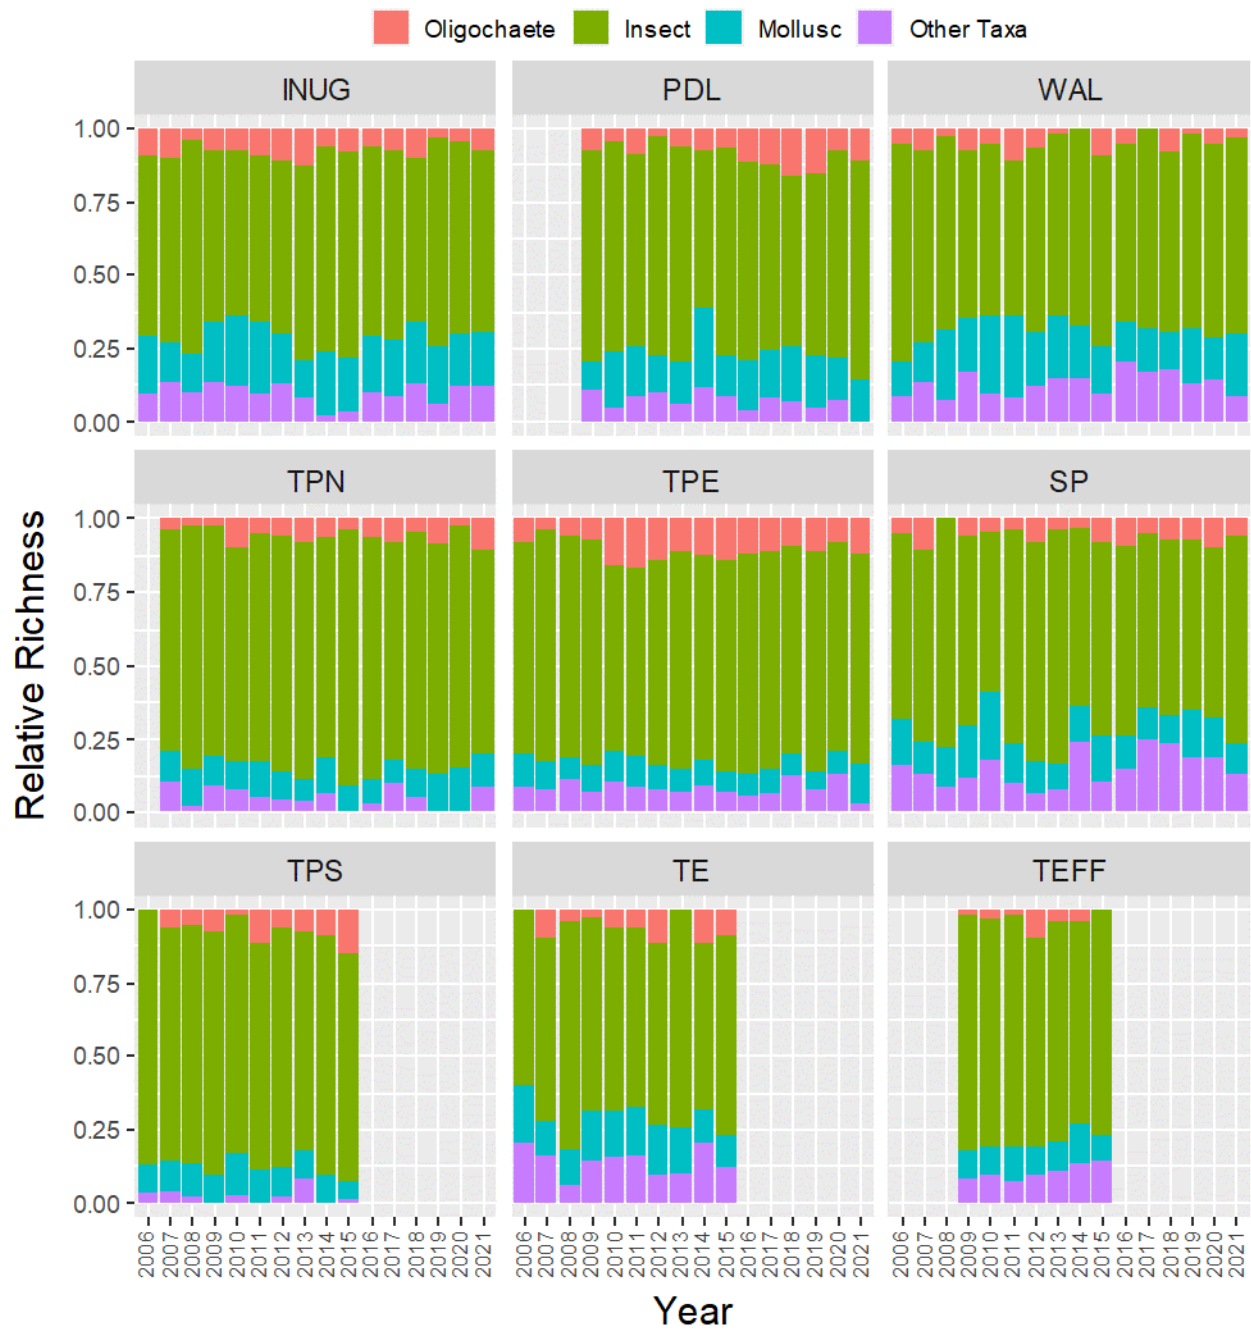 Oligochaete Insect Mollusc Other Taxa
INUG PDL WAL
1.00
0.75
0.50
0.25
0.00
TPN TPE SP
1.00
0.75
0.50
0.25
0.00
Relative Richness
TPS TE TEFF
1.00
0.75
0.50
0.25
0.00
2006 2007 2008 2009 2010 2011 2012 2013 2014 2015 2016 2017 2018 2019 2020 2021 2006 2007 2008 2009 2010 2011 2012 2013 2014 2015 2016 2017 2018 2019 2020 2021 2006 2007 2008 2009 2010 2011 2012 2013 2014 2015 2016 2017 2018 2019 2020 2021
Year